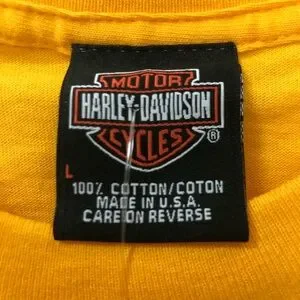 MOTOR
HARLEY-DAVIDSON
CYCLES
®
L
100% COTTON/COTON
MADE IN U.S.A.
CARE ON REVERSE